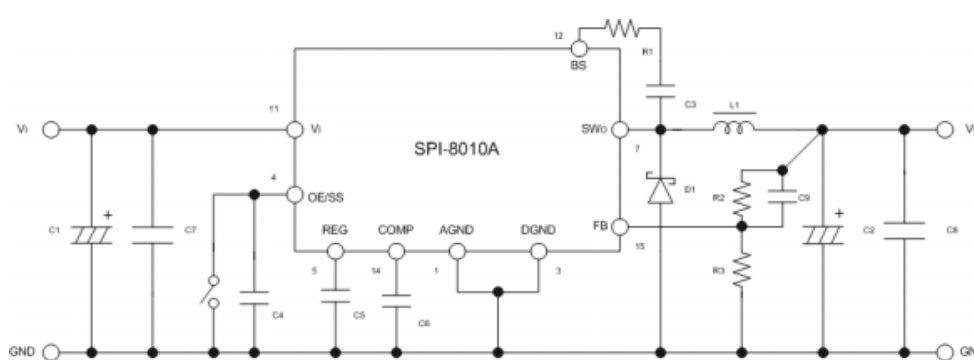 12
R1
BS
11
C3
L1
Vi
Vi
SWo
V
SPI-8010A
7
4
OE/SS
D1
R2
C9
C1
C7
REG
COMP
AGND
DGND
FB
C2
C8
15
5
14
1
3
R3
C4
C5
C6
GND
GN